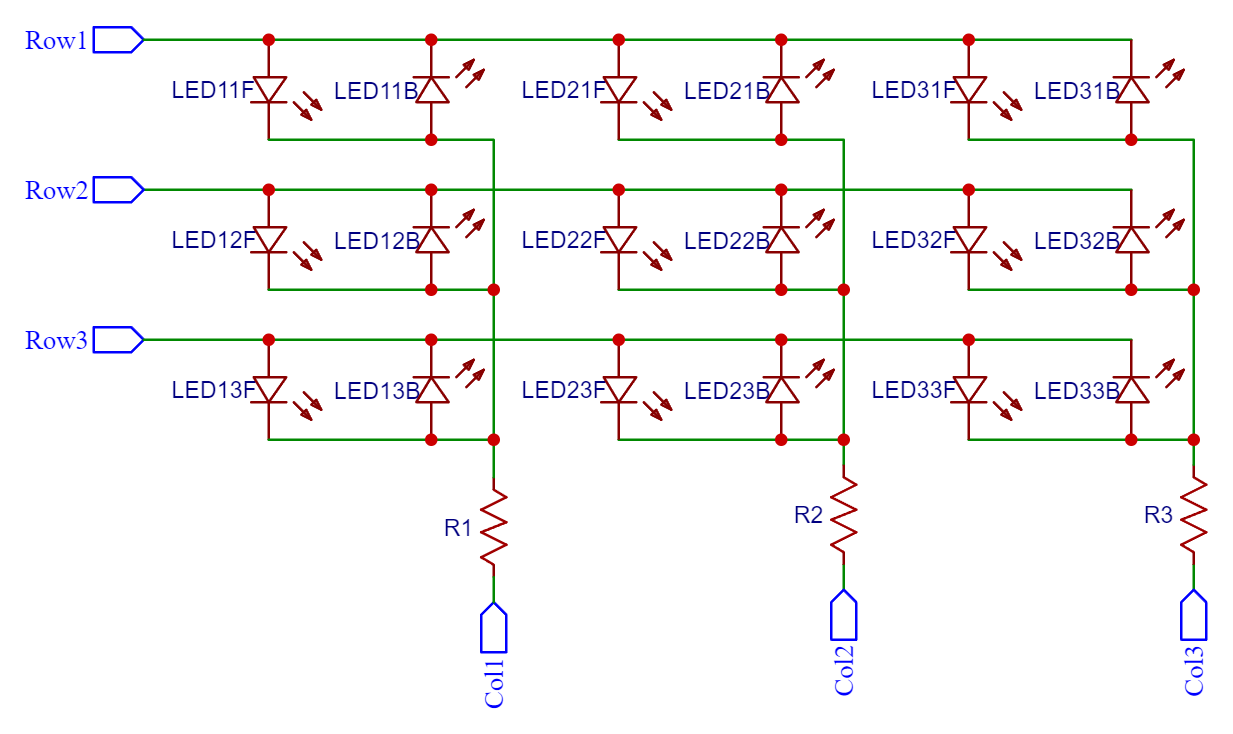 Row1
LED11F LED11B LED21F LED21B LED31F LED31B
Row2
LED12F LED12B LED22F LED22B LED32F LED32B
Row3
LED13F LED13B LED23F LED23B LED33F LED33B
R1 R2 R3
Col1 Col2 Col3